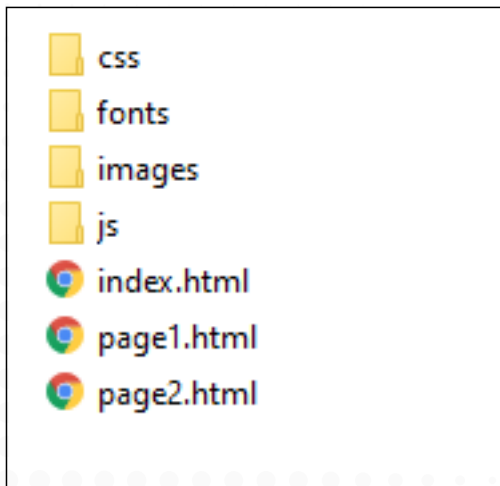 css
fonts
images
js
index.html
page1.html
page2.html